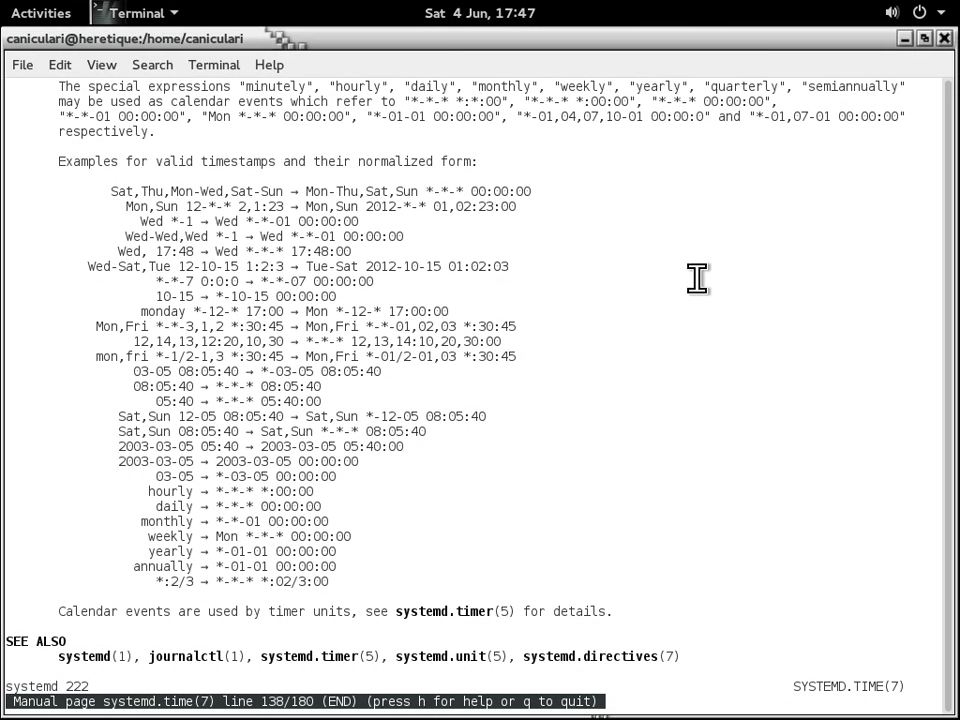 Activities Terminal Sat 4 Jun, 17:47
caniculari@heretique:/home/caniculari
File Edit View Search Terminal Help
The special expressions "minutely", "hourly", "daily", "monthly", "weekly", "yearly", "quarterly", "semiannually"
may be used as calendar events which refer to "*-*-* *:*:00", "*-*-* *:00:00", "*-*-* 00:00:00",
"*-*-01 00:00:00", "Mon *-*-* 00:00:00", "*-01-01 00:00:00", "*-01,04,07,10-01 00:00:0" and "*-01,07-01 00:00:00"
respectively.
Examples for valid timestamps and their normalized form:
Sat,Thu,Mon-Wed,Sat-Sun → Mon-Thu,Sat,Sun *-*-* 00:00:00
Mon,Sun 12-*-* 2,1:23 → Mon,Sun 2012-*-* 01,02:23:00
Wed *-1 → Wed *-*-01 00:00:00
Wed-Wed,Wed *-1 → Wed *-*-01 00:00:00
Wed, 17:48 → Wed *-*-* 17:48:00
Wed-Sat,Tue 12-10-15 1:2:3 → Tue-Sat 2012-10-15 01:02:03
*-*-7 0:0:0 → *-*-07 00:00:00
10-15 → *-10-15 00:00:00
monday *-12-* 17:00 → Mon *-12-* 17:00:00
Mon,Fri *-*-3,1,2 *:30:45 → Mon,Fri *-*-01,02,03 *:30:45
12,14,13,12:20,10,30 → *-*-* 12,13,14:10,20,30:00
mon,fri *-1/2-1,3 *:30:45 → Mon,Fri *-01/2-01,03 *:30:45
03-05 08:05:40 → *-03-05 08:05:40
08:05:40 → *-*-* 08:05:40
05:40 → *-*-* 05:40:00
Sat,Sun 12-05 08:05:40 → Sat,Sun *-12-05 08:05:40
Sat,Sun 08:05:40 → Sat,Sun *-*-* 08:05:40
2003-03-05 05:40 → 2003-03-05 05:40:00
2003-03-05 → 2003-03-05 00:00:00
03-05 → *-03-05 00:00:00
hourly → *-*-* *:00:00
daily → *-*-* 00:00:00
monthly → *-*-01 00:00:00
weekly → Mon *-*-* 00:00:00
yearly → *-01-01 00:00:00
annually → *-01-01 00:00:00
*:2/3 → *-*-* *:02/3:00
Calendar events are used by timer units, see systemd.timer(5) for details.
SEE ALSO
systemd(1), journalctl(1), systemd.timer(5), systemd.unit(5), systemd.directives(7)
systemd 222 SYSTEMD.TIME(7)
Manual page systemd.time(7) line 138/180 (END) (press h for help or q to quit)